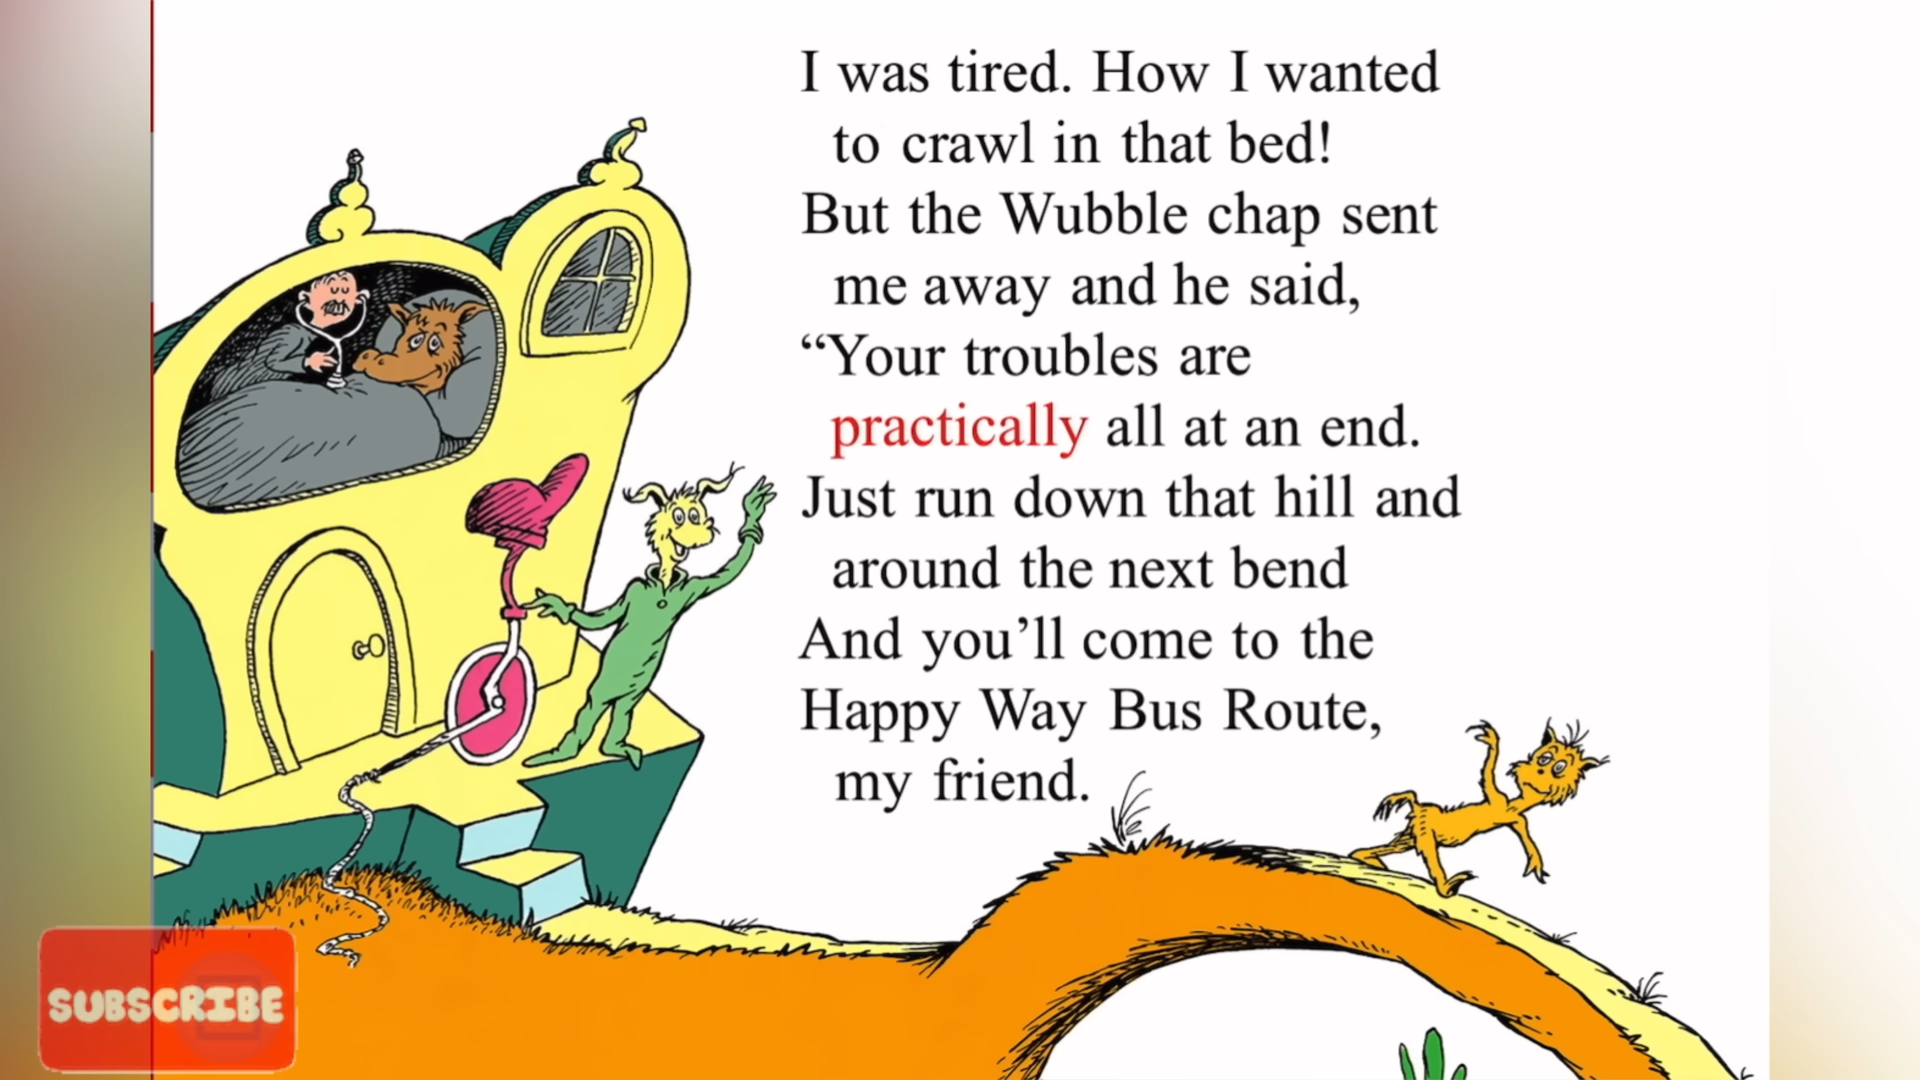 I was tired. How I wanted
to crawl in that bed!
But the Wubble chap sent
me away and he said,
“Your troubles are
practically all at an end.
Just run down that hill and
around the next bend
And you’ll come to the
Happy Way Bus Route,
my friend.
SUBSCRIBE